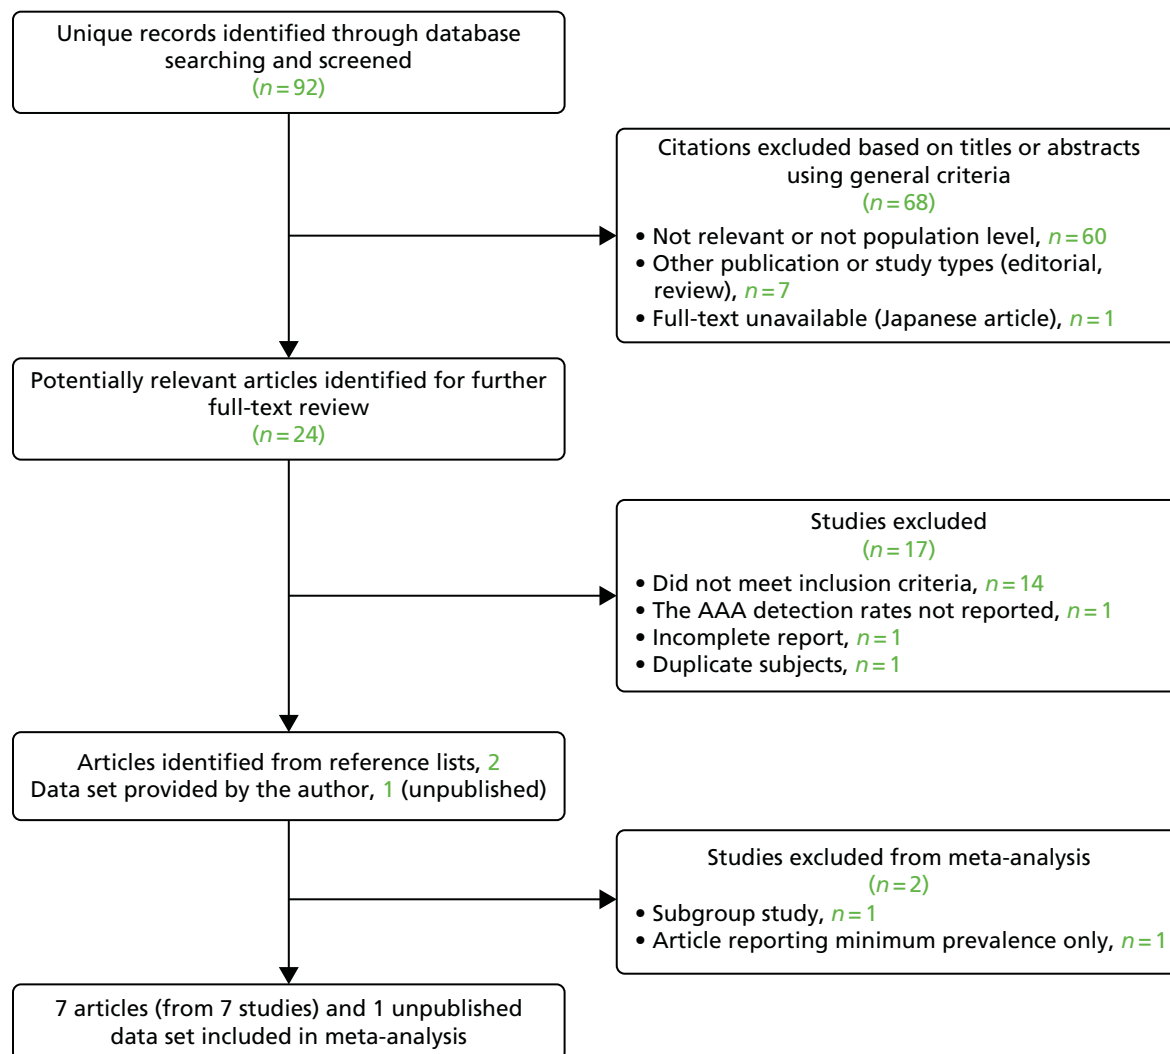 Unique records identified through database
searching and screened
(n = 92)
Citations excluded based on titles or abstracts
using general criteria
(n = 68)
• Not relevant or not population level, n = 60
• Other publication or study types (editorial,
review), n = 7
• Full-text unavailable (Japanese article), n = 1
Potentially relevant articles identified for further
full-text review
(n = 24)
Studies excluded
(n = 17)
• Did not meet inclusion criteria, n = 14
• The AAA detection rates not reported, n = 1
• Incomplete report, n = 1
• Duplicate subjects, n = 1
Articles identified from reference lists, 2
Data set provided by the author, 1 (unpublished)
Studies excluded from meta-analysis
(n = 2)
• Subgroup study, n = 1
• Article reporting minimum prevalence only, n = 1
7 articles (from 7 studies) and 1 unpublished
data set included in meta-analysis